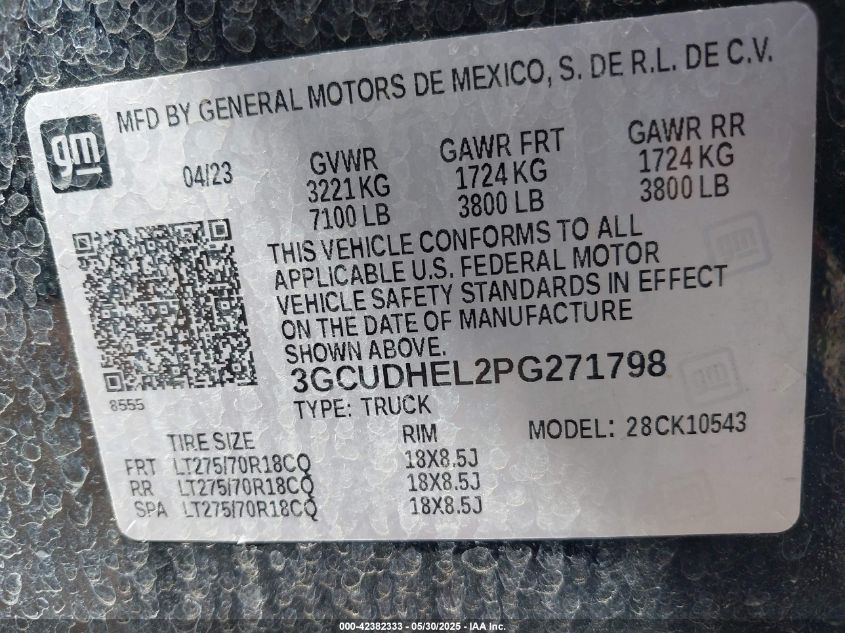 MFD BY GENERAL MOTORS DE MEXICO, S. DE R.L. DE C.V.
gm
04/23
GVWR GAWR FRT GAWR RR
3221 KG 1724 KG 1724 KG
7100 LB 3800 LB 3800 LB
THIS VEHICLE CONFORMS TO ALL
APPLICABLE U.S. FEDERAL MOTOR
VEHICLE SAFETY STANDARDS IN EFFECT
ON THE DATE OF MANUFACTURE
SHOWN ABOVE.
3GCUDHEL2PG271798
8555
TYPE: TRUCK
MODEL: 28CK10543
TIRE SIZE RIM
FRT LT275/70R18CQ 18X8.5J
RR LT275/70R18CQ 18X8.5J
SPA LT275/70R18CQ 18X8.5J
gm
gm
000-42382333 - 05/30/2025 - IAA Inc.